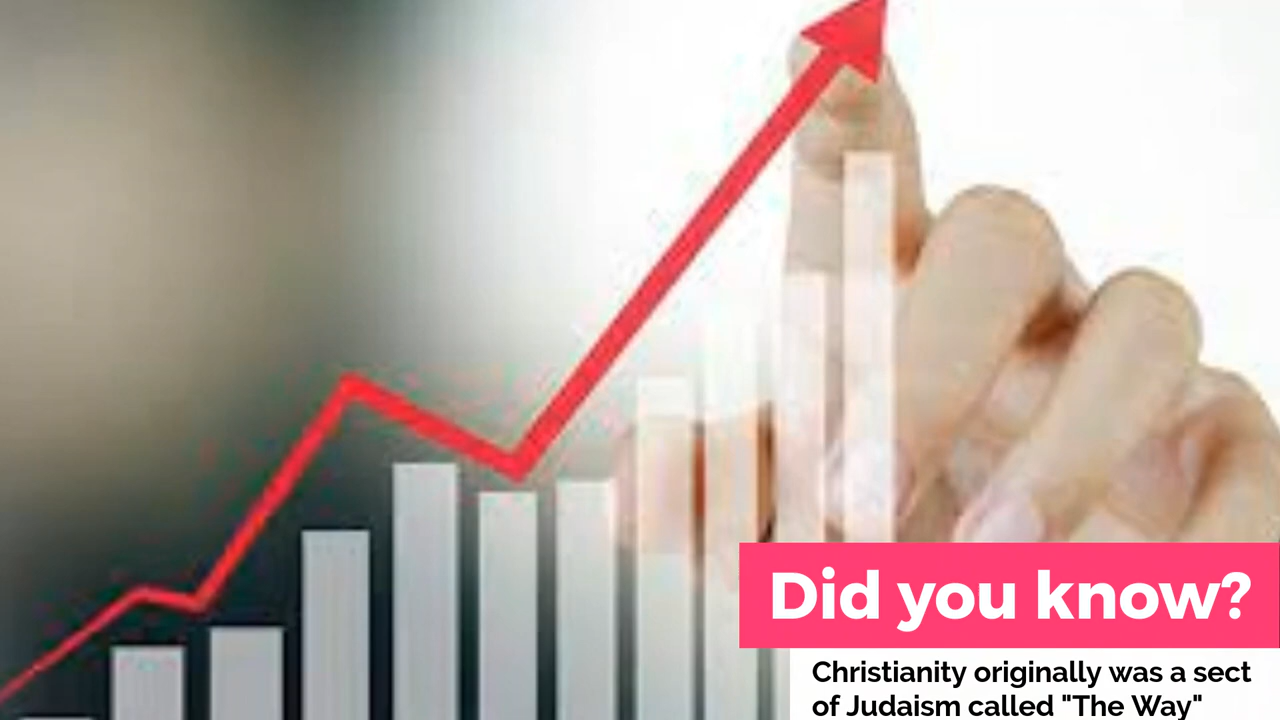 Did you know?
Christianity originally was a sect
of Judaism called "The Way"